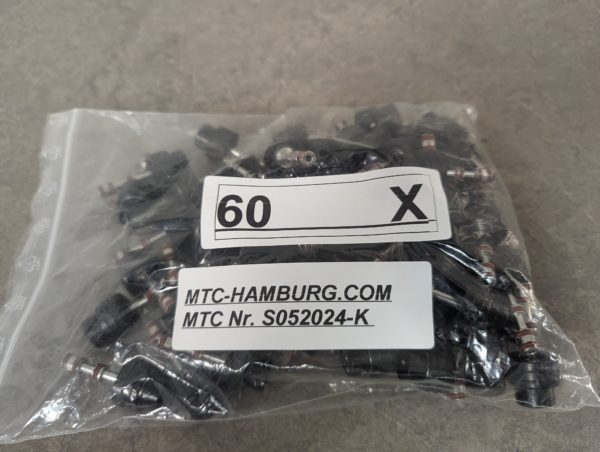 60 X
MTC-HAMBURG.COM
MTC Nr. S052024-K